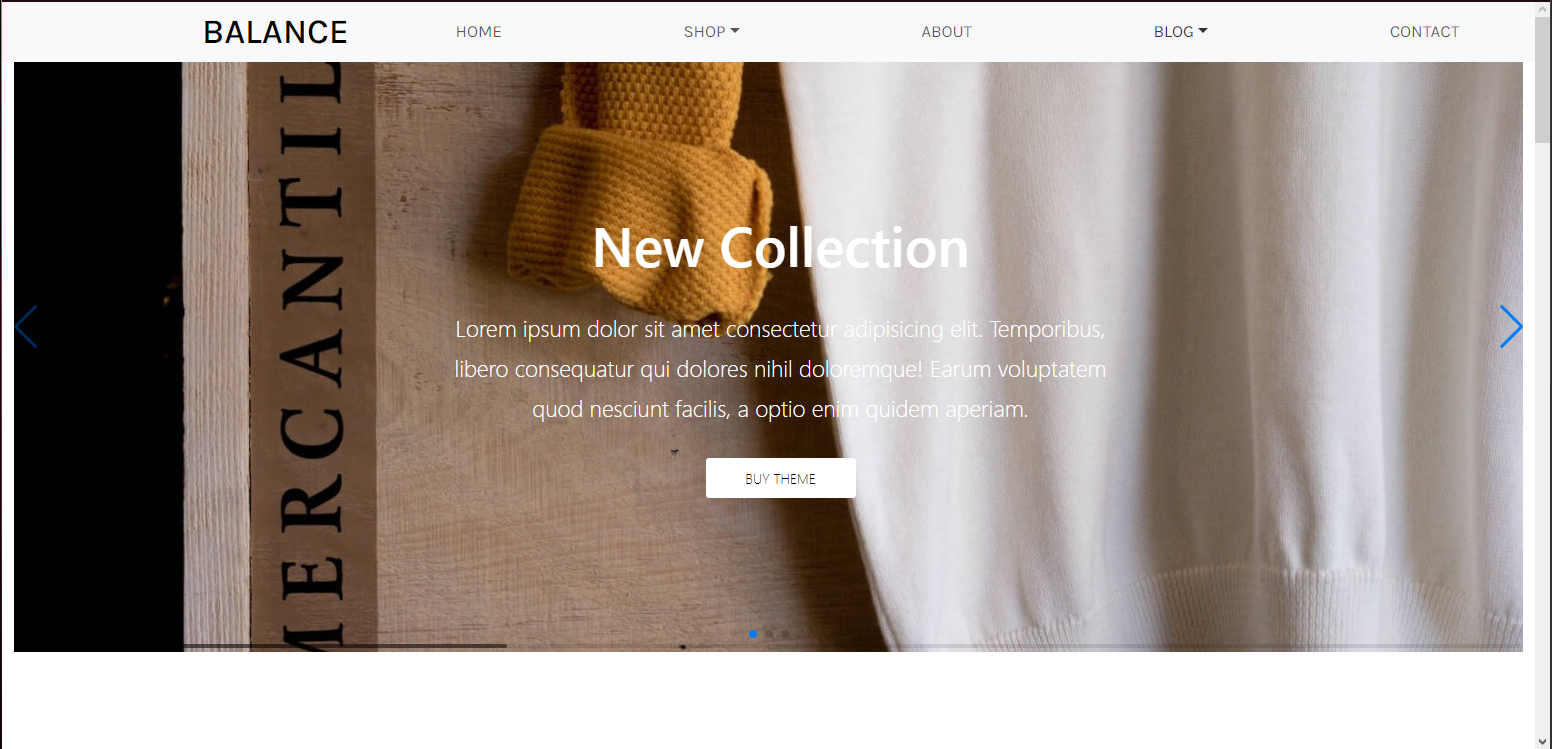 BALANCE
HOME
SHOP
ABOUT
BLOG
CONTACT
MERCANTIL
New Collection
Lorem ipsum dolor sit amet consectetur adipisicing elit. Temporibus,
libero consequatur qui dolores nihil doloremque! Earum voluptatem
quod nesciunt facilis, a optio enim quidem aperiam.
BUY THEME